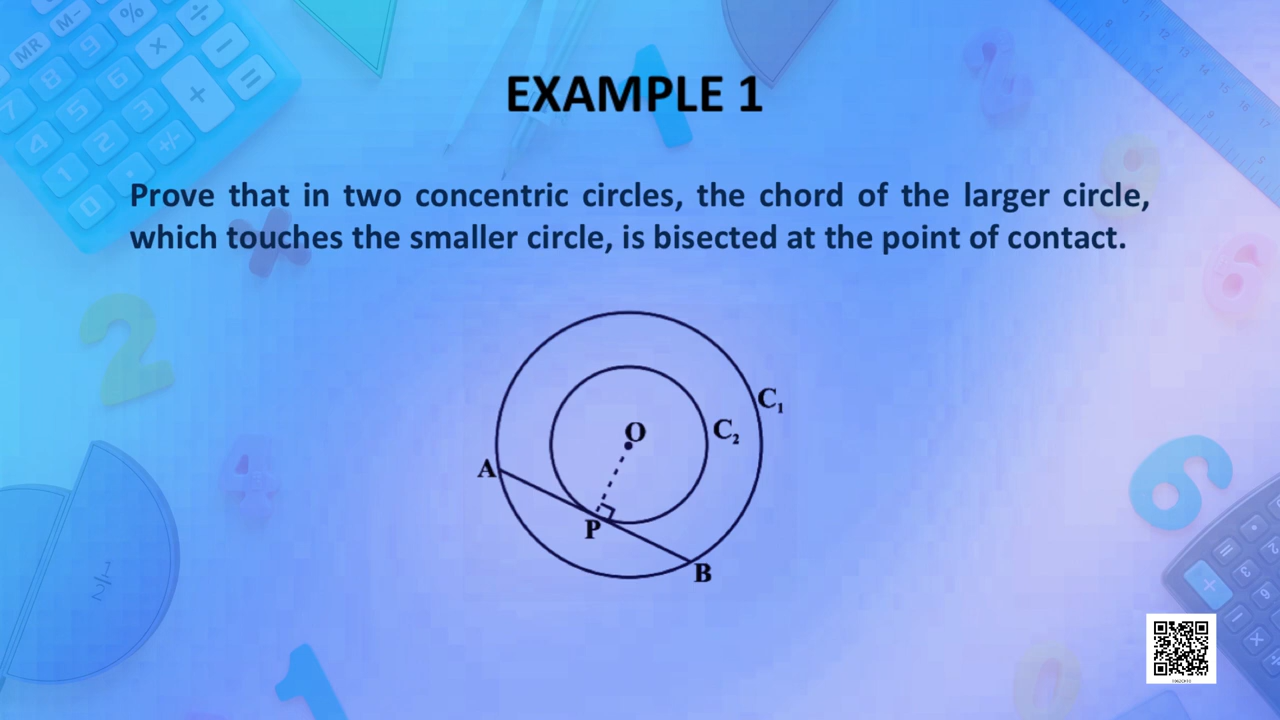 EXAMPLE 1
Prove that in two concentric circles, the chord of the larger circle,
which touches the smaller circle, is bisected at the point of contact.
C₁
O
C₂
A
P
B